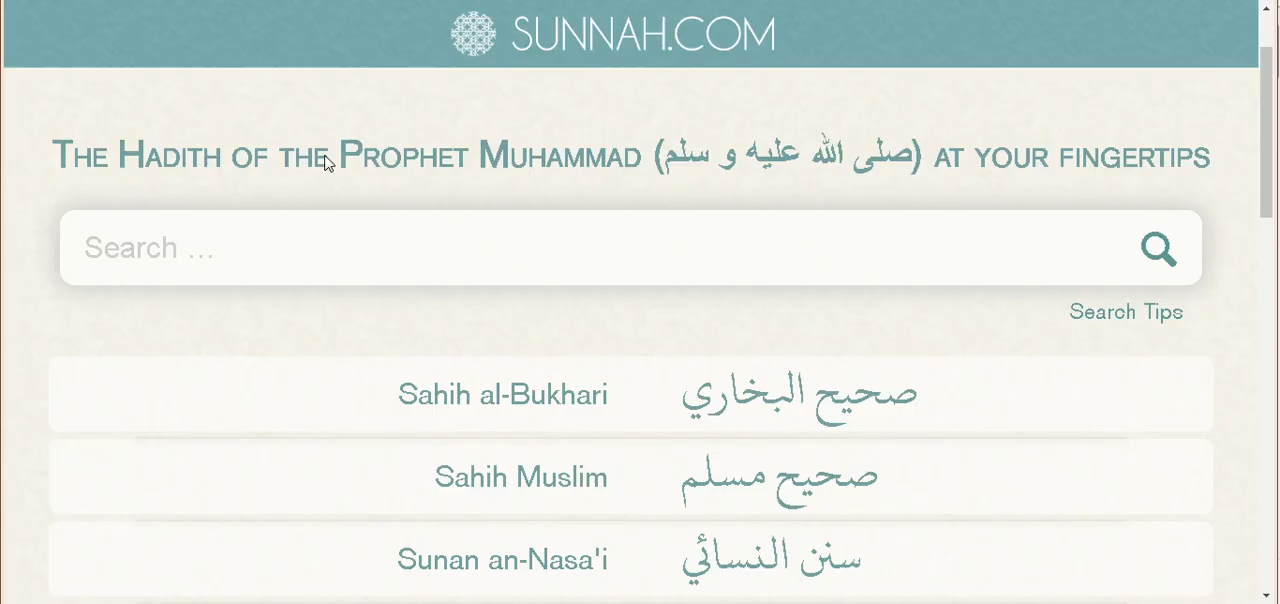 SUNNAH.COM
THE HADITH OF THE PROPHET MUHAMMAD (صلى الله عليه و سلم) AT YOUR FINGERTIPS
Search ...
Search Tips
Sahih al-Bukhari صحيح البخاري
Sahih Muslim صحيح مسلم
Sunan an-Nasa'i سنن النسائي